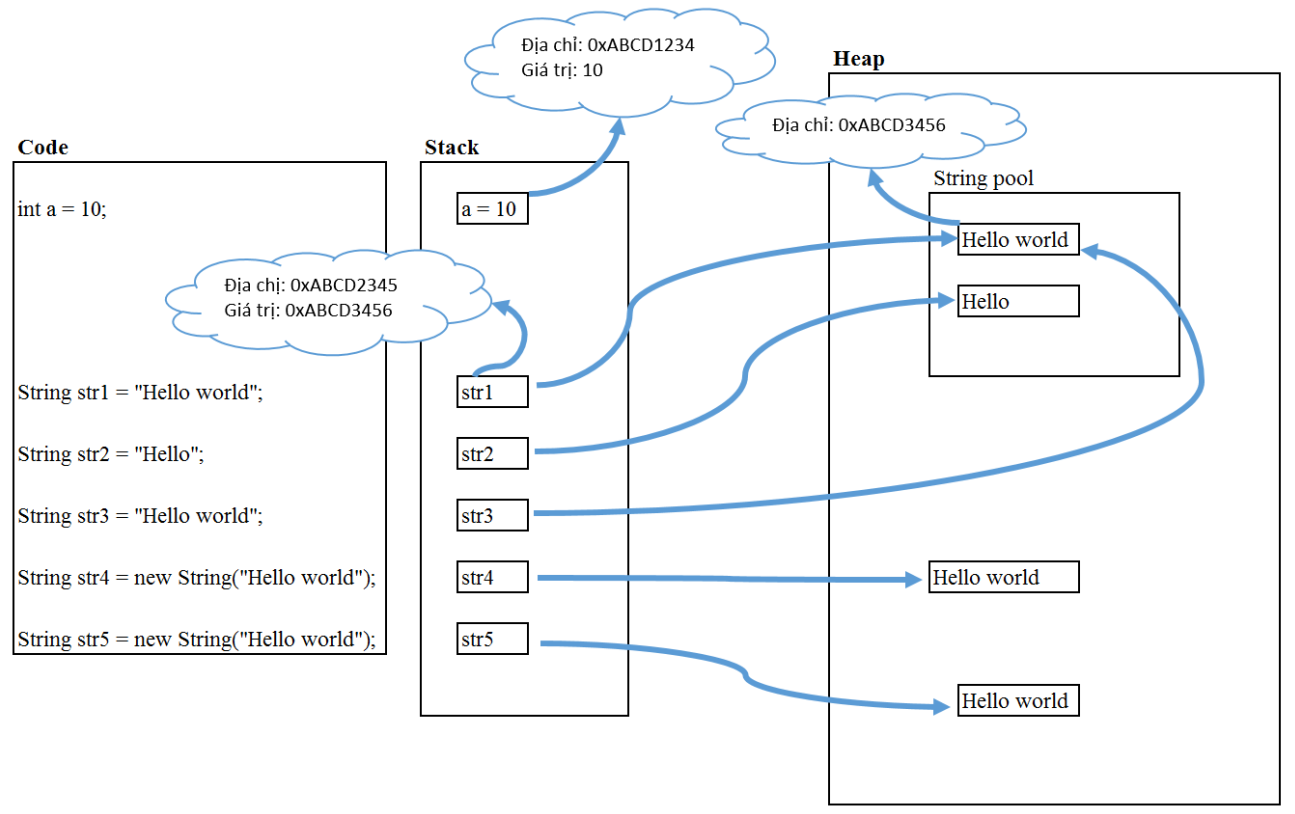 Địa chỉ: 0xABCD1234
Giá trị: 10
Heap
Địa chỉ: 0xABCD3456
Code
Stack
String pool
int a = 10;
a = 10
Hello world
Địa chị: 0xABCD2345
Giá trị: 0xABCD3456
Hello
String str1 = "Hello world";
str1
String str2 = "Hello";
str2
String str3 = "Hello world";
str3
String str4 = new String("Hello world");
str4
Hello world
String str5 = new String("Hello world");
str5
Hello world